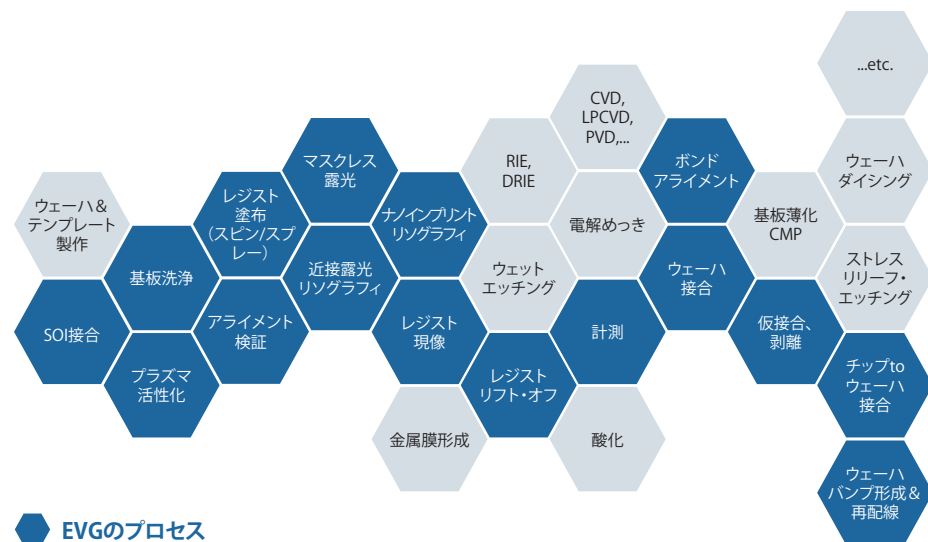 ウェーハ＆
テンプレート
製作
SOI接合
基板洗浄
プラズマ
活性化
レジスト
塗布
（スピン/スプ
レー）
アライメント
検証
マスクレス
露光
近接露光
リソグラフィ
ナノインプリント
リソグラフィ
レジスト
現像
金属膜形成
RIE,
DRIE
ウェット
エッチング
レジスト
リフト・オフ
CVD,
LPCVD,
PVD,...
電解めっき
計測
酸化
ボンド
アライメント
ウェーハ
接合
基板薄化
CMP
仮接合、
剥離
...etc.
ウェーハ
ダイシング
ストレス
リリーフ・
エッチング
チップto
ウェーハ
接合
ウェーハ
バンプ形成＆
再配線
EVGのプロセス